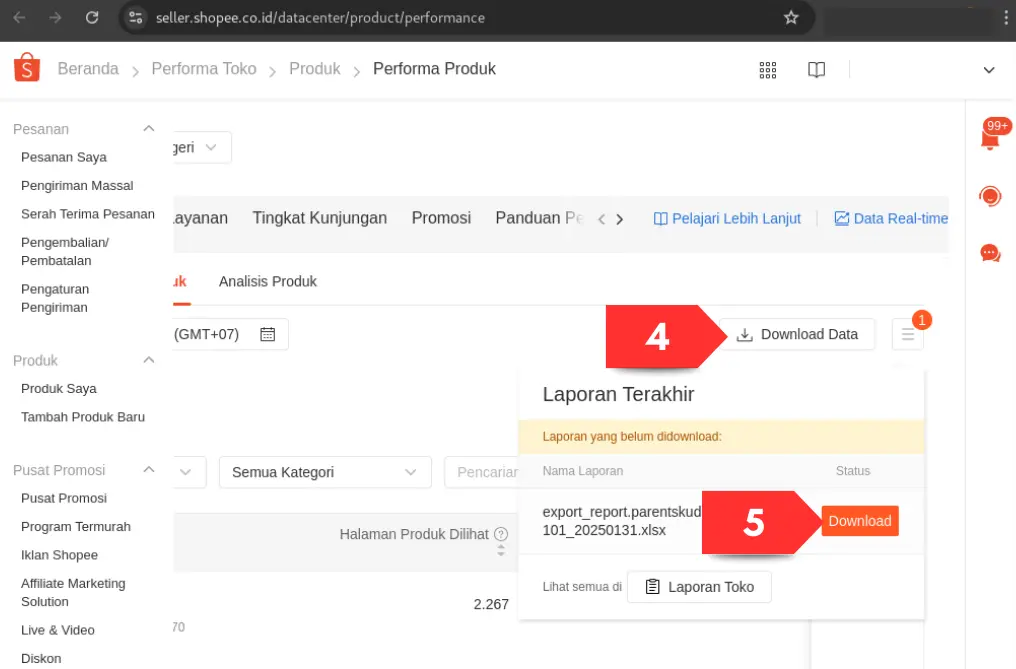 seller.shopee.co.id/datacenter/product/performance
Beranda > Performa Toko > Produk > Performa Produk
99+
Pesanan
Pesanan Saya
Pengiriman Massal
Serah Terima Pesanan
Pengembalian/
Pembatalan
Pengaturan
Pengiriman
Produk
Produk Saya
Tambah Produk Baru
Pusat Promosi
Pusat Promosi
Program Termurah
Iklan Shopee
Affiliate Marketing
Solution
Live & Video
Diskon
geri
ayanan Tingkat Kunjungan Promosi Panduan Pe < > Pelajari Lebih Lanjut Data Real-time
uk Analisis Produk
(GMT+07) 4 Download Data 1
Laporan Terakhir
Laporan yang belum didownload:
Nama Laporan Status
export_report.parentskud
101_20250131.xlsx
5 Download
Lihat semua di Laporan Toko
Semua Kategori Pencarian
Halaman Produk Dilihat ?
2.267
70